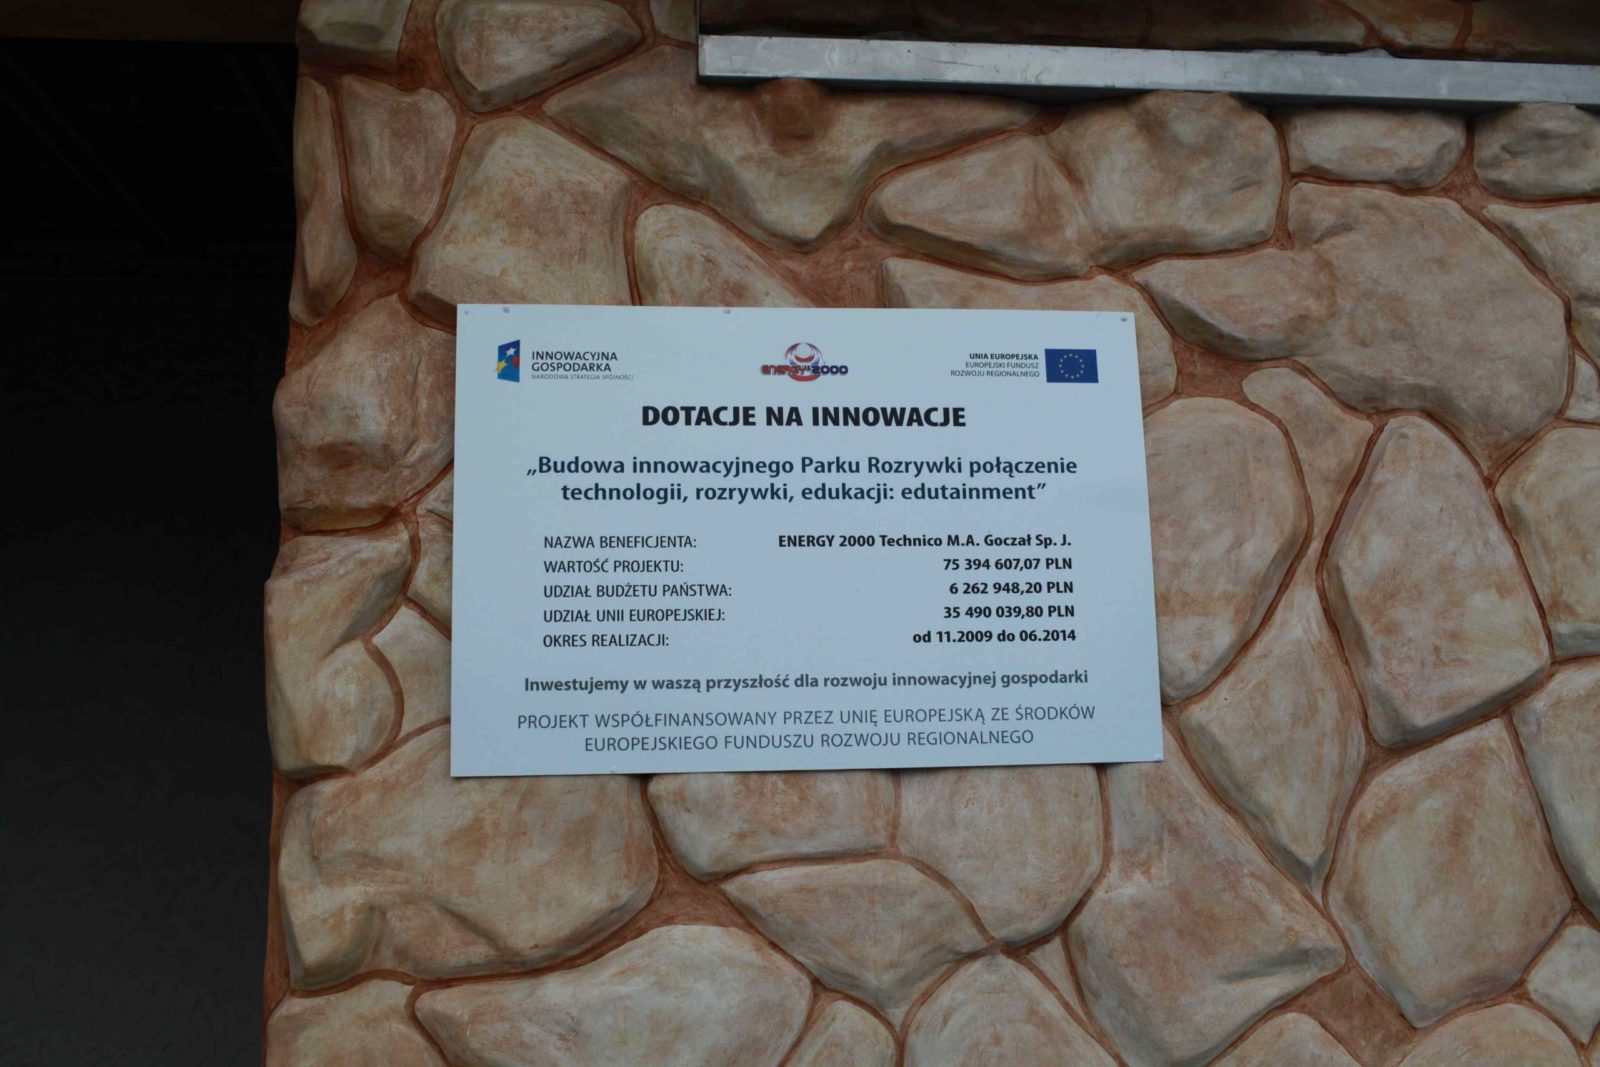 INNOWACYJNA
GOSPODARKA
NARODOWA STRATEGIA SPÓJNOŚCI
ENERGY 2000
UNIA EUROPEJSKA
EUROPEJSKI FUNDUSZ
ROZWOJU REGIONALNEGO
DOTACJE NA INNOWACJE
„Budowa innowacyjnego Parku Rozrywki połączenie
technologii, rozrywki, edukacji: edutainment”
NAZWA BENEFICJENTA: ENERGY 2000 Technico M.A. Goczał Sp. J.
WARTOŚĆ PROJEKTU: 75 394 607,07 PLN
UDZIAŁ BUDŻETU PAŃSTWA: 6 262 948,20 PLN
UDZIAŁ UNII EUROPEJSKIEJ: 35 490 039,80 PLN
OKRES REALIZACJI: od 11.2009 do 06.2014
Inwestujemy w waszą przyszłość dla rozwoju innowacyjnej gospodarki
PROJEKT WSPÓŁFINANSOWANY PRZEZ UNIĘ EUROPEJSKĄ ZE ŚRODKÓW
EUROPEJSKIEGO FUNDUSZU ROZWOJU REGIONALNEGO